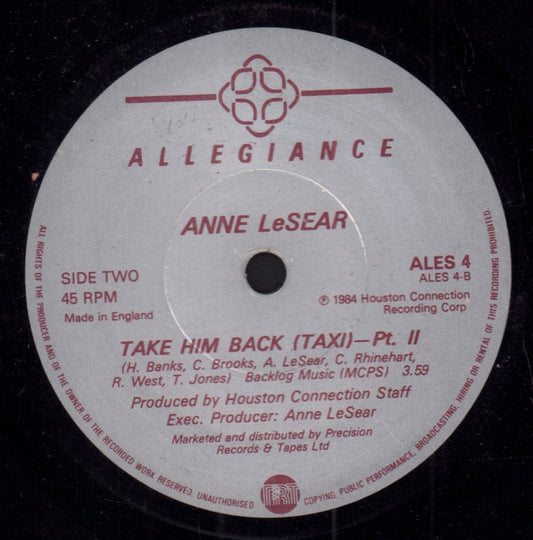 ALLEGIANCE
ANNE LeSEAR
SIDE TWO
45 RPM
Made in England
ALES 4
ALES 4-B
℗ 1984 Houston Connection
Recording Corp
TAKE HIM BACK (TAXI)—Pt. II
(H. Banks, C. Brooks, A. LeSear, C. Rhinehart,
R. West, T. Jones) Backlog Music (MCPS) 3.59
Produced by Houston Connection Staff
Exec. Producer: Anne LeSear
Marketed and distributed by Precision
Records & Tapes Ltd
ALL RIGHTS OF THE PRODUCER AND OF THE OWNER OF THE RECORDED WORK RESERVED. UNAUTHORISED COPYING, PUBLIC PERFORMANCE, BROADCASTING, HIRING OR RENTAL OF THIS RECORDING PROHIBITED.